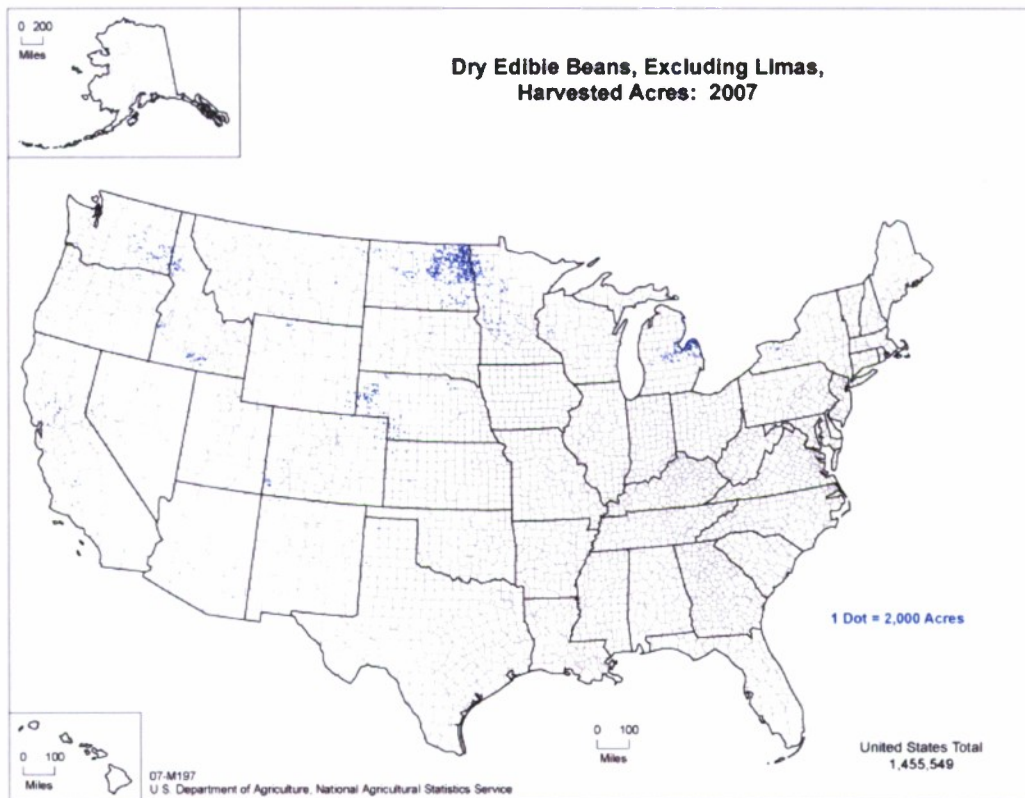 0 200
Miles
Dry Edibie Beans, Excluding Limas,
Harvested Acres: 2007
1 Dot = 2,000 Acres
0 100
Miles
0 100
Miles
United States Total
1,455,549
07-M197
U.S. Department of Agriculture, National Agricultural Statistics Service